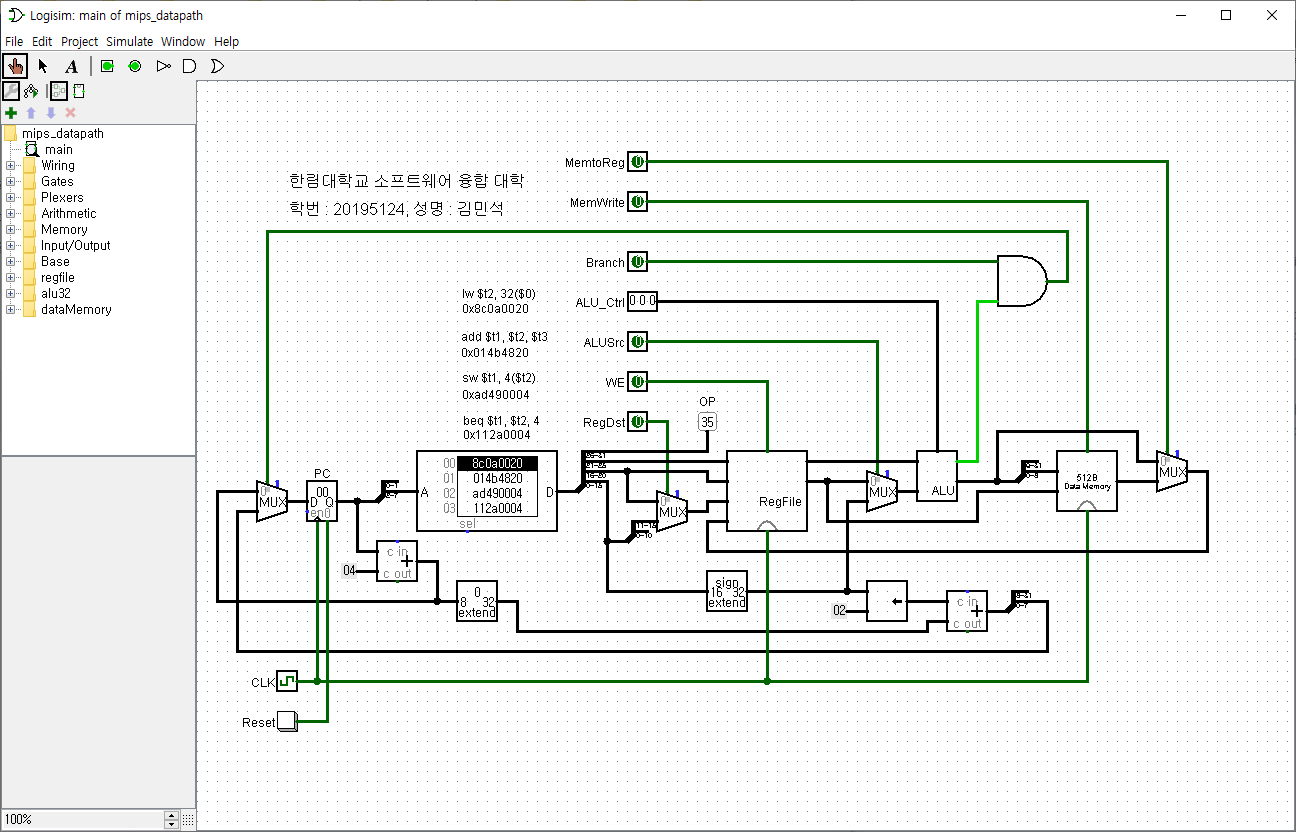 Logisim: main of mips_datapath
File Edit Project Simulate Window Help
mips_datapath
main
Wiring
Gates
Plexers
Arithmetic
Memory
Input/Output
Base
regfile
alu32
dataMemory
100%
한림대학교 소프트웨어 융합 대학
학번 : 20195124, 성명 : 김민석
MemtoReg 0
MemWrite 0
Branch 0
ALU_Ctrl 0 0 0
ALUSrc 0
WE 0
RegDst 0
lw $t2, 32($0)
0x8c0a0020
add $t1, $t2, $t3
0x014b4820
sw $t1, 4($t2)
0xad490004
beq $t1, $t2, 4
0x112a0004
OP
35
PC
0
MUX
00
D Q
en0
A
00 8c0a0020
01 014b4820
02 ad490004
03 112a0004
sel
D
0
MUX
RegFile
0
MUX
ALU
512B
Data Memory
0
MUX
c in
+
c out
04
0
8 32
extend
sign
16 32
extend
02
c in
+
c out
CLK
Reset